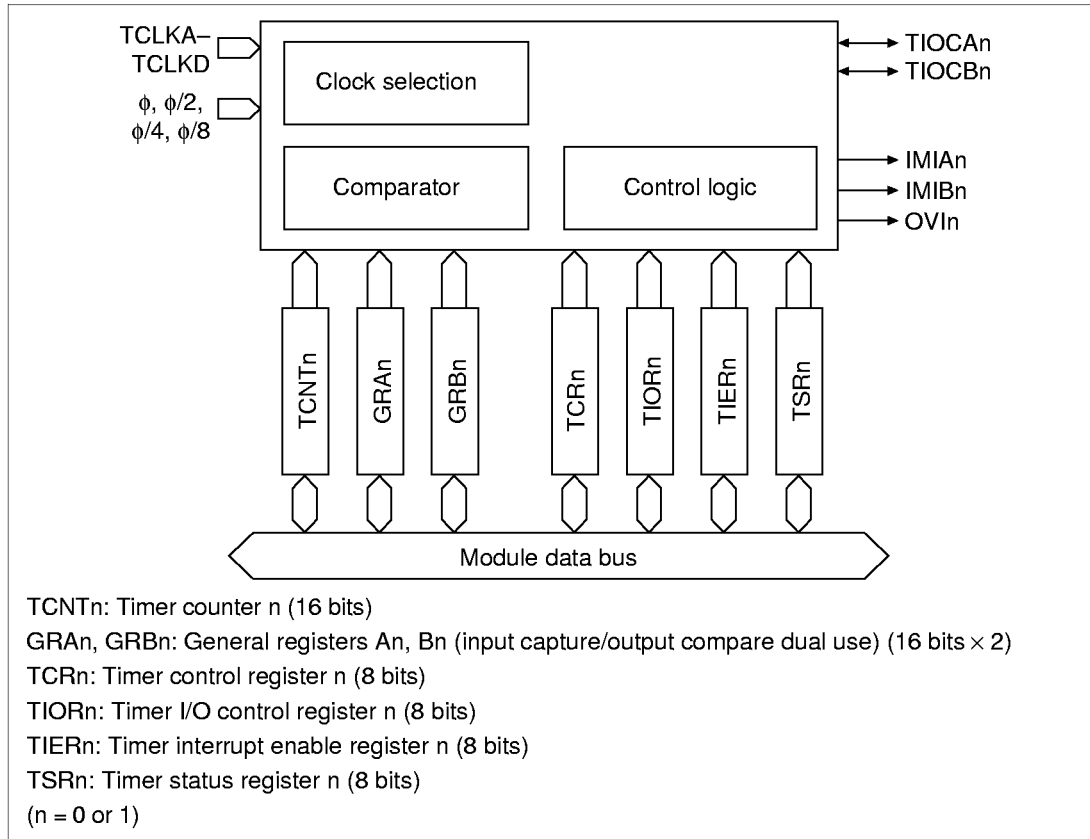 TCLKA–
TCLKD
ϕ, ϕ/2,
ϕ/4, ϕ/8
Clock selection
Comparator
Control logic
TIOCAn
TIOCBn
IMIAn
IMIBn
OVIn
TCNTn
GRAn
GRBn
TCRn
TIORn
TIERn
TSRn
Module data bus
TCNTn: Timer counter n (16 bits)
GRAn, GRBn: General registers An, Bn (input capture/output compare dual use) (16 bits × 2)
TCRn: Timer control register n (8 bits)
TIORn: Timer I/O control register n (8 bits)
TIERn: Timer interrupt enable register n (8 bits)
TSRn: Timer status register n (8 bits)
(n = 0 or 1)